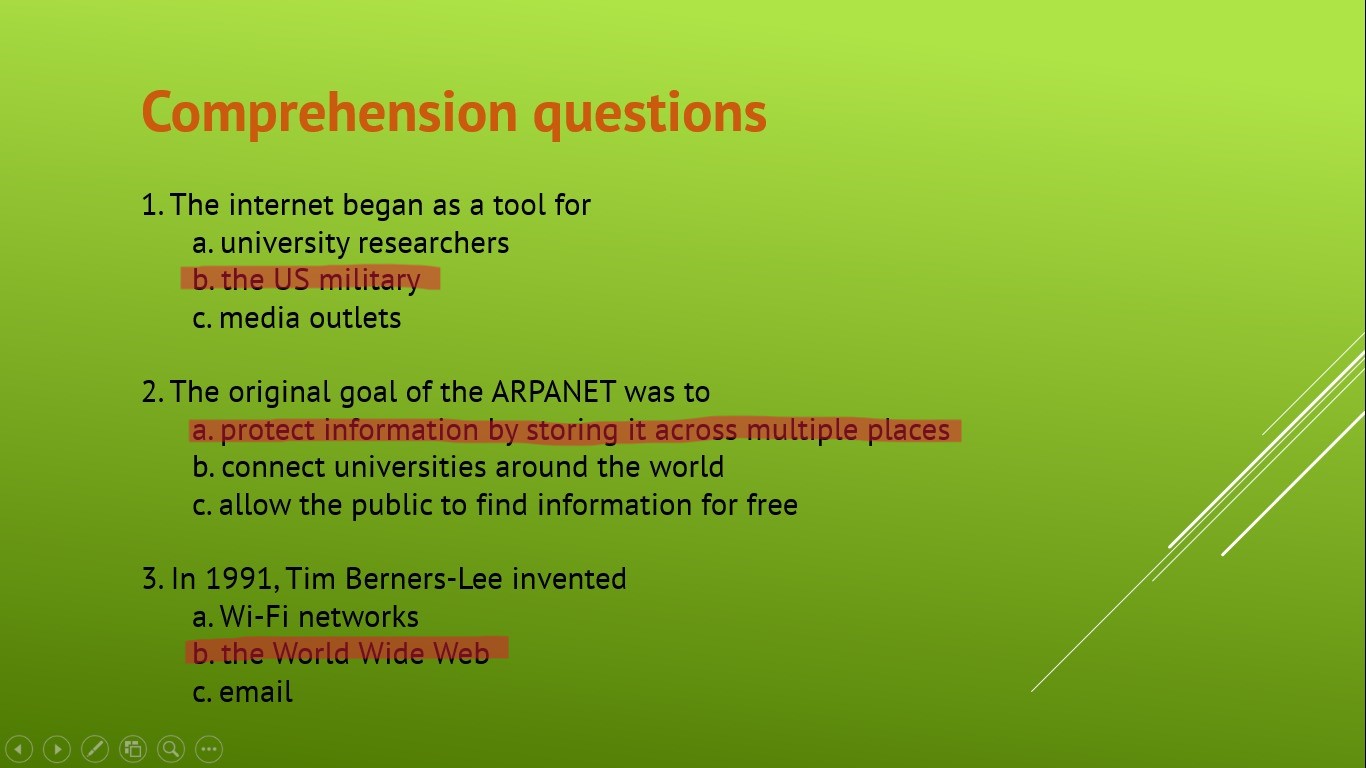 Comprehension questions
1. The internet began as a tool for
a. university researchers
b. the US military
c. media outlets
2. The original goal of the ARPANET was to
a. protect information by storing it across multiple places
b. connect universities around the world
c. allow the public to find information for free
3. In 1991, Tim Berners-Lee invented
a. Wi-Fi networks
b. the World Wide Web
c. email